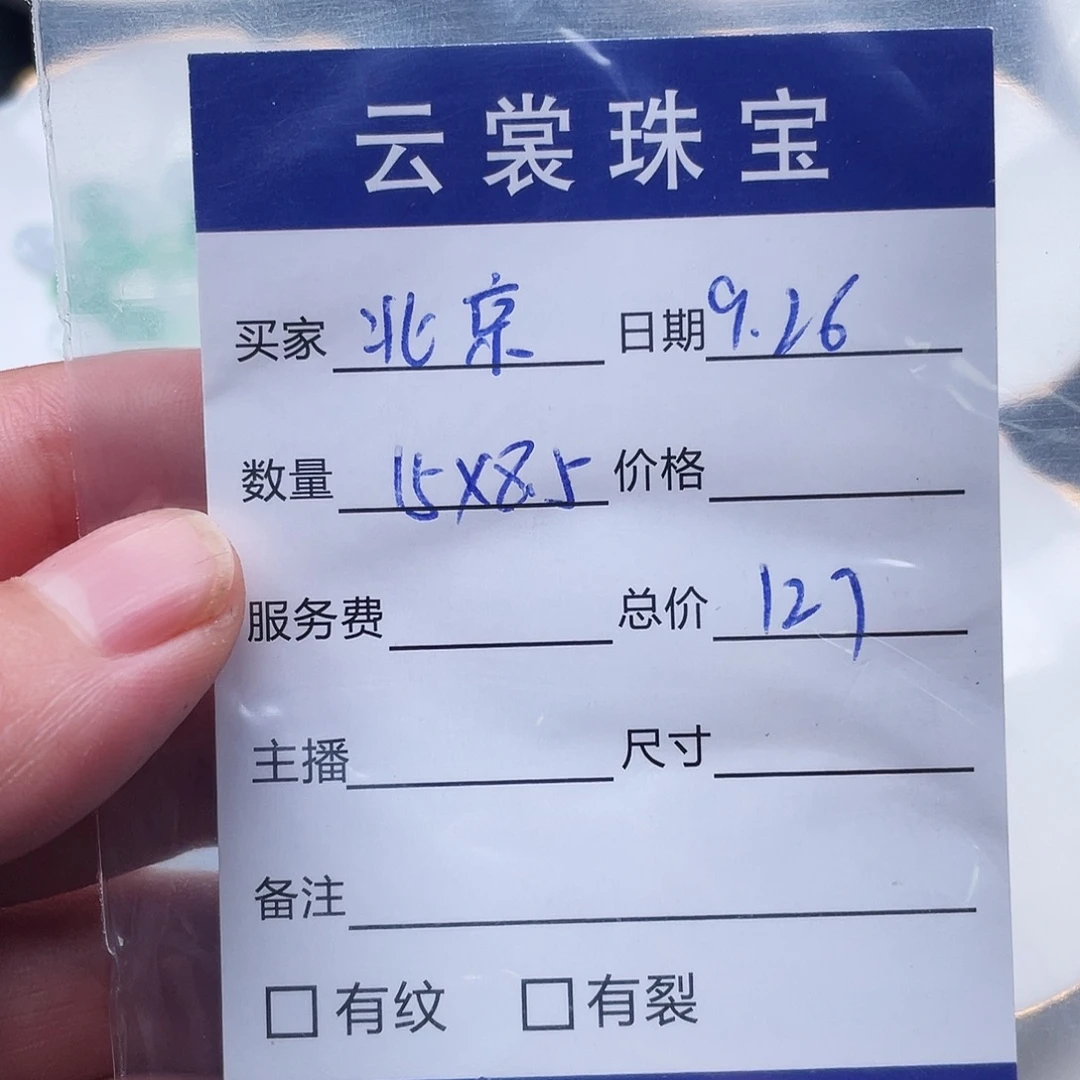 云裳珠宝
买家 北京 日期 9.26
数量 15X8.5 价格
服务费 总价 127
主播 尺寸
备注
□有纹 □有裂